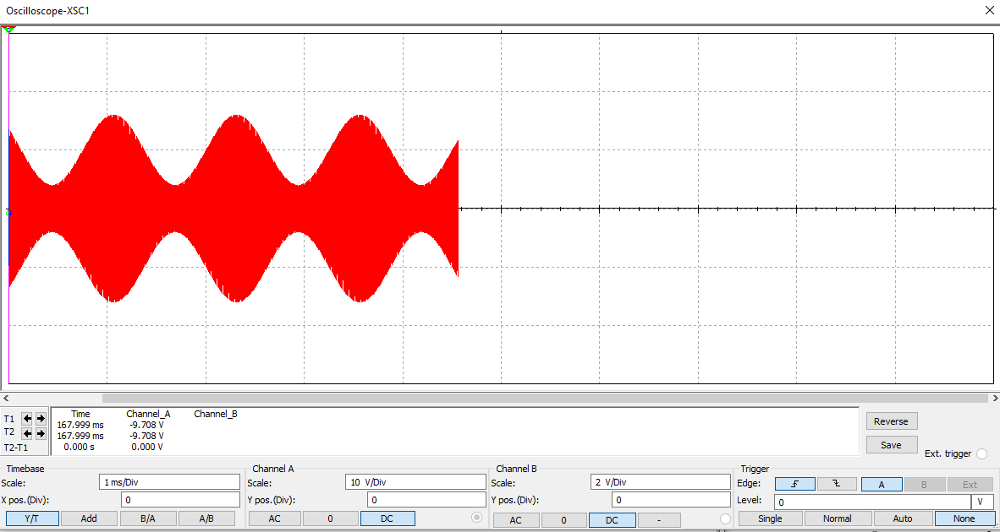 Oscilloscope-XSC1
Time Channel_A Channel_B
T1 167.999 ms -9.708 V
T2 167.999 ms -9.708 V
T2-T1 0.000 s 0.000 V
Reverse
Save
Ext. trigger
Timebase
Scale: 1 ms/Div
X pos.(Div): 0
Y/T Add B/A A/B
Channel A
Scale: 10 V/Div
Y pos.(Div): 0
AC 0 DC
Channel B
Scale: 2 V/Div
Y pos.(Div): 0
AC 0 DC -
Trigger
Edge: A B Ext
Level: 0 V
Single Normal Auto None